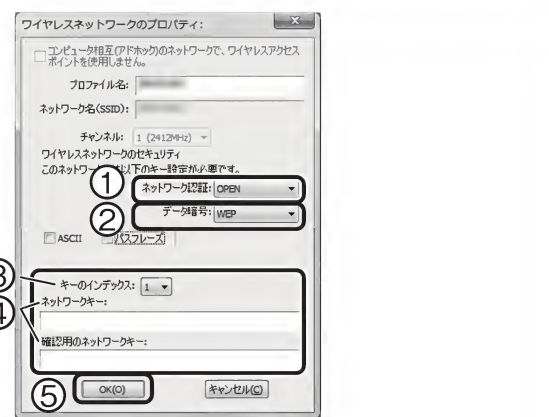 ワイヤレスネットワークのプロパティ:
コンピュータ相互(アドホック)のネットワークで、ワイヤレスアクセス
ポイントを使用しません。
プロファイル名:
ネットワーク名(SSID):
チャンネル: 1 (2412MHz)
ワイヤレスネットワークのセキュリティ
このネットワー 以下のキー設定が必要です。
① ネットワーク認証: OPEN
② データ暗号: WEP
ASCII パスフレーズ
③ キーのインデックス: 1
④ ネットワークキー:
確認用のネットワークキー:
⑤ OK(O) キャンセル(C)